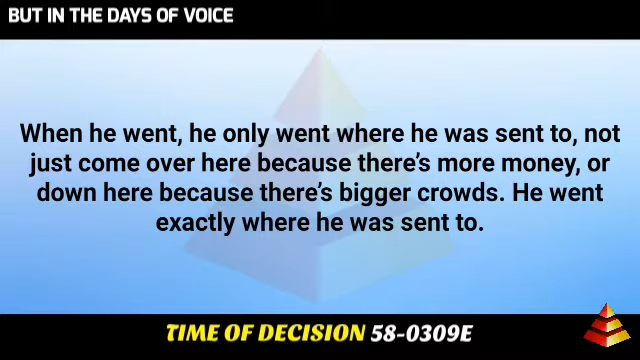 BUT IN THE DAYS OF VOICE
When he went, he only went where he was sent to, not
just come over here because there's more money, or
down here because there's bigger crowds. He went
exactly where he was sent to.
TIME OF DECISION 58-0309E